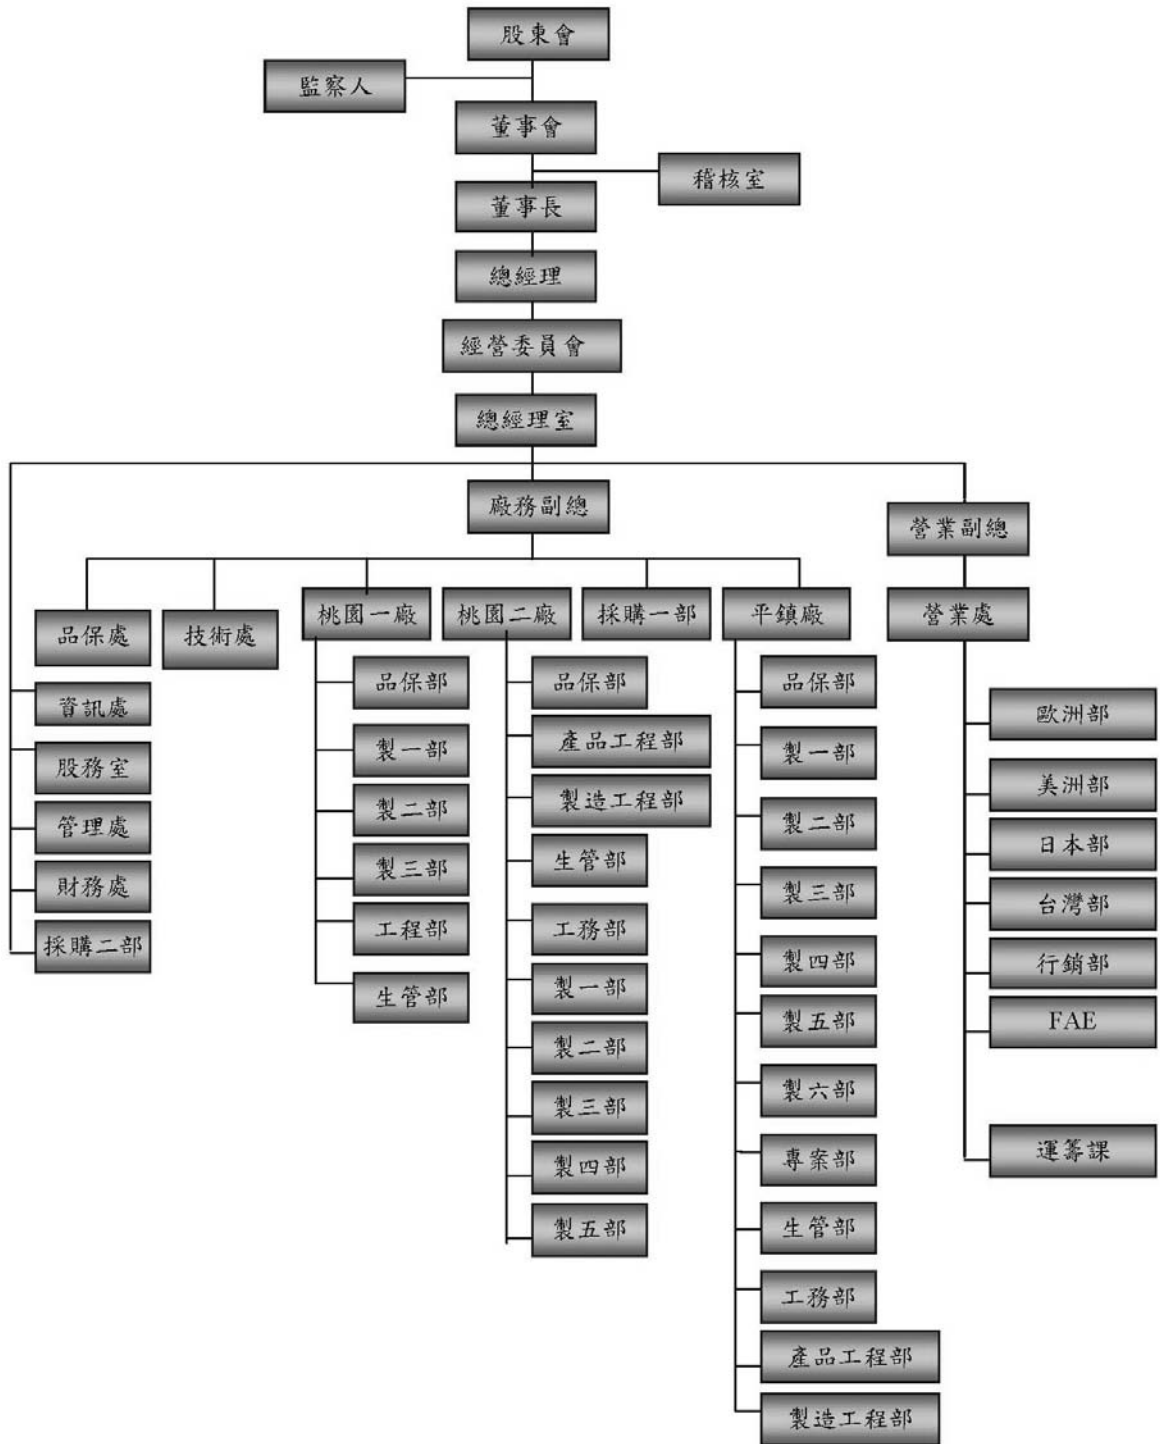 股東會
監察人
董事會
稽核室
董事長
總經理
經營委員會
總經理室
廠務副總
營業副總
品保處
技術處
桃園一廠
桃園二廠
採購一部
平鎮廠
營業處
資訊處
股務室
管理處
財務處
採購二部
品保部
製一部
製二部
製三部
工程部
生管部
品保部
產品工程部
製造工程部
生管部
工務部
製一部
製二部
製三部
製四部
製五部
品保部
製一部
製二部
製三部
製四部
製五部
製六部
專案部
生管部
工務部
產品工程部
製造工程部
歐洲部
美洲部
日本部
台灣部
行銷部
FAE
運籌課